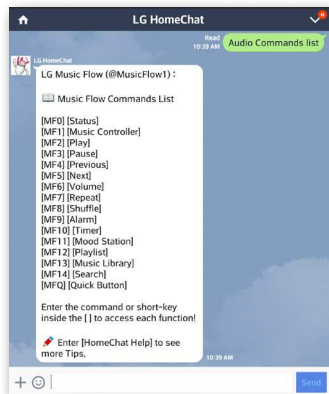 LG HomeChat
N
Read
10:39 AM
Audio Commands list
LG HomeChat
LG Music Flow (@MusicFlow1) :
Music Flow Commands List
[MF0] [Status]
[MF1] [Music Controller]
[MF2] [Play]
[MF3] [Pause]
[MF4] [Previous]
[MF5] [Next]
[MF6] [Volume]
[MF7] [Repeat]
[MF8] [Shuffle]
[MF9] [Alarm]
[MF10] [Timer]
[MF11] [Mood Station]
[MF12] [Playlist]
[MF13] [Music Library]
[MF14] [Search]
[MFQ] [Quick Button]
Enter the command or short-key
inside the [ ] to access each function!
Enter [HomeChat Help] to see
more Tips.
10:39 AM
Send